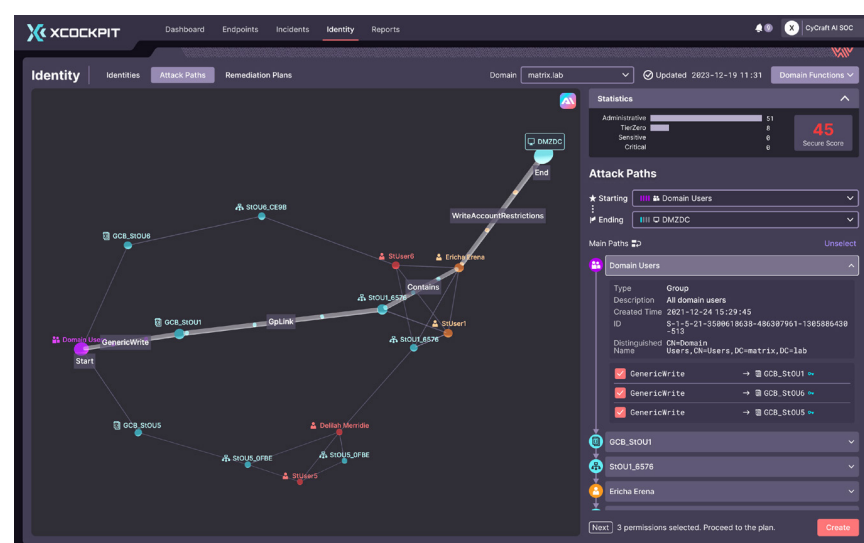 XCOCKPIT
Dashboard Endpoints Incidents Identity Reports
X CyCraft AI SOC
Identity Identities Attack Paths Remediation Plans Domain matrix.lab Updated 2023-12-19 11:31 Domain Functions
Statistics
Administrative 51
TierZero 8
Sensitive 0
Critical 0
45
Secure Score
DMZDC
End
StOU6_CE9B
WriteAccountRestrictions
GCB_StOU6
StUser6
Ericha Erena
Contains
StOU1_6576
GCB_StOU1
GpLink
StUser1
Domain Users
GenericWrite
StOU1_6576
Start
GCB_StOU5
Delilah Merridie
StOU5_0FBE
StOU5_0FBE
StUser5
Attack Paths
Starting Domain Users
Ending DMZDC
Main Paths Unselect
Domain Users
Type Group
Description All domain users
Created Time 2021-12-24 15:29:45
ID S-1-5-21-3500618638-486307961-1305886430
-513
Distinguished CN=Domain
Name Users,CN=Users,DC=matrix,DC=lab
GenericWrite → GCB_StOU1
GenericWrite → GCB_StOU6
GenericWrite → GCB_StOU5
GCB_StOU1
StOU1_6576
Ericha Erena
Next 3 permissions selected. Proceed to the plan. Create